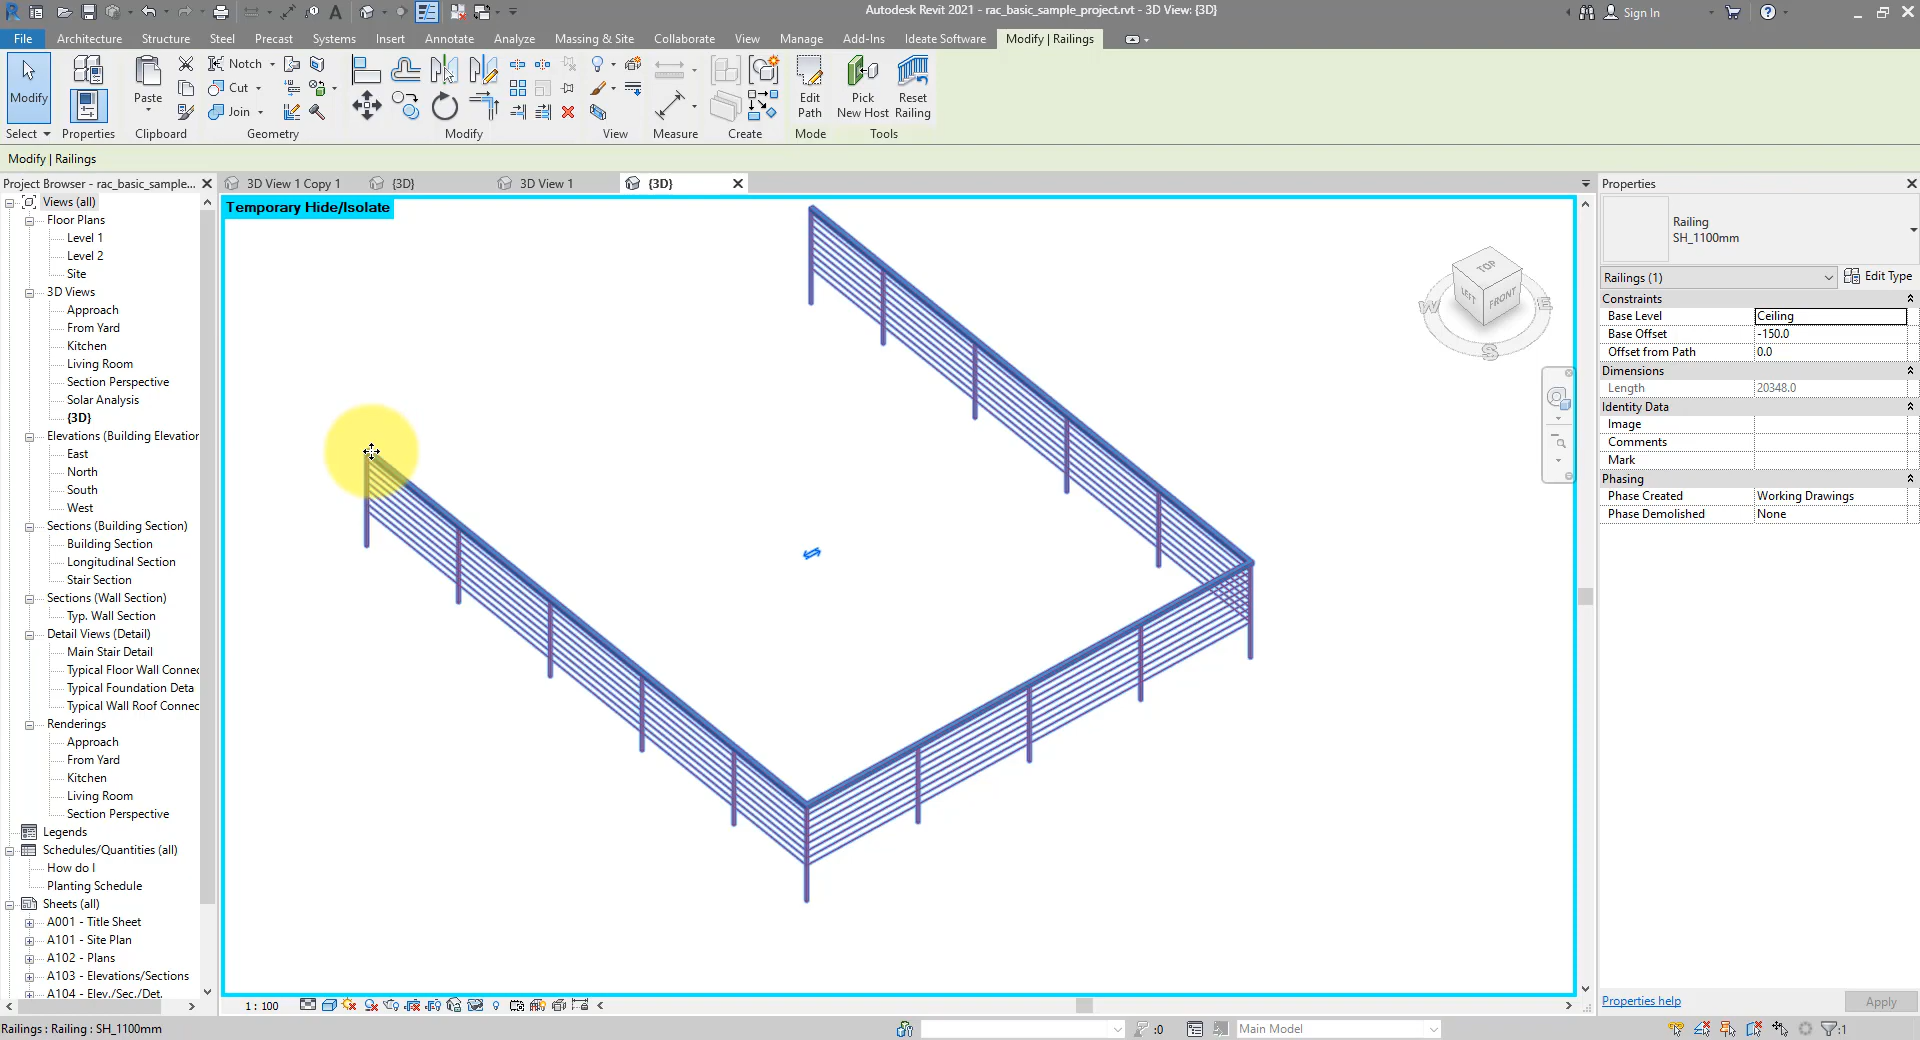 Autodesk Revit 2021 - rac_basic_sample_project.rvt - 3D View: {3D}
Sign In
File
Architecture
Structure
Steel
Precast
Systems
Insert
Annotate
Analyze
Massing & Site
Collaborate
View
Manage
Add-Ins
Ideate Software
Modify | Railings
Modify
Select
Properties
Paste
Clipboard
Notch
Cut
Join
Geometry
Modify
View
Measure
Create
Edit Path
Mode
Pick New Host
Reset Railing
Tools
Modify | Railings
Project Browser - rac_basic_sample...
Views (all)
Floor Plans
Level 1
Level 2
Site
3D Views
Approach
From Yard
Kitchen
Living Room
Section Perspective
Solar Analysis
{3D}
Elevations (Building Elevation
East
North
South
West
Sections (Building Section)
Building Section
Longitudinal Section
Stair Section
Sections (Wall Section)
Typ. Wall Section
Detail Views (Detail)
Main Stair Detail
Typical Floor Wall Connec
Typical Foundation Deta
Typical Wall Roof Connec
Renderings
Approach
From Yard
Kitchen
Living Room
Section Perspective
Legends
Schedules/Quantities (all)
How do I
Planting Schedule
Sheets (all)
A001 - Title Sheet
A101 - Site Plan
A102 - Plans
A103 - Elevations/Sections
A104 - Elev./Sec./Det.
3D View 1 Copy 1
{3D}
3D View 1
{3D}
Temporary Hide/Isolate
TOP
LEFT
FRONT
W
E
S
1 : 100
Properties
Railing
SH_1100mm
Railings (1)
Edit Type
Constraints
Base Level Ceiling
Base Offset -150.0
Offset from Path 0.0
Dimensions
Length 20348.0
Identity Data
Image
Comments
Mark
Phasing
Phase Created Working Drawings
Phase Demolished None
Properties help
Apply
Railings : Railing : SH_1100mm
:0
Main Model
:1